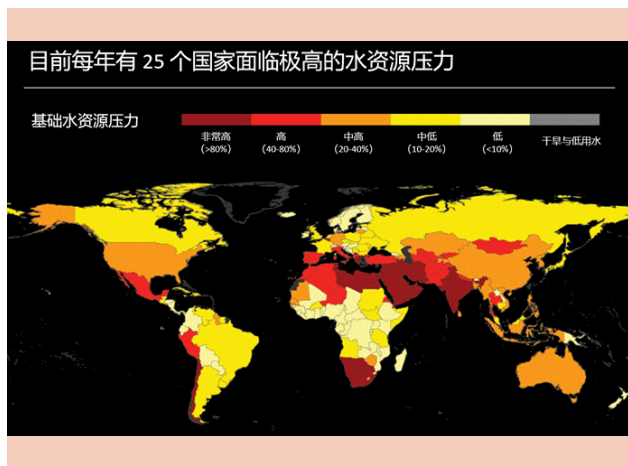 目前每年有 25 个国家面临极高的水资源压力
基础水资源压力
非常高 高 中高 中低 低 干旱与低用水
(>80%) (40-80%) (20-40%) (10-20%) (<10%)